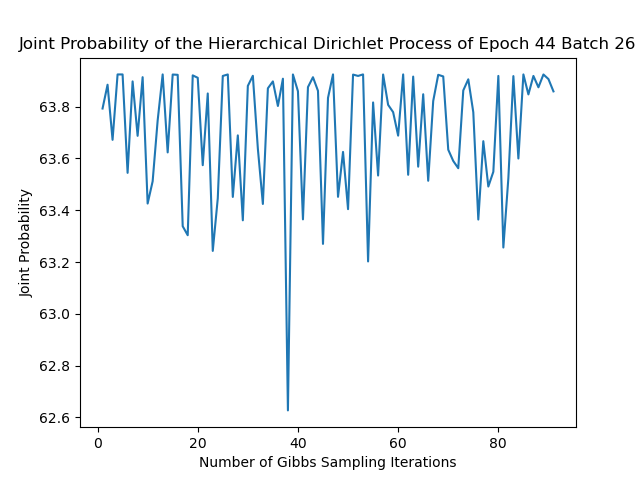 Joint Probability of the Hierarchical Dirichlet Process of Epoch 44 Batch 26
Joint Probability
63.8
63.6
63.4
63.2
63.0
62.8
62.6
0 20 40 60 80
Number of Gibbs Sampling Iterations